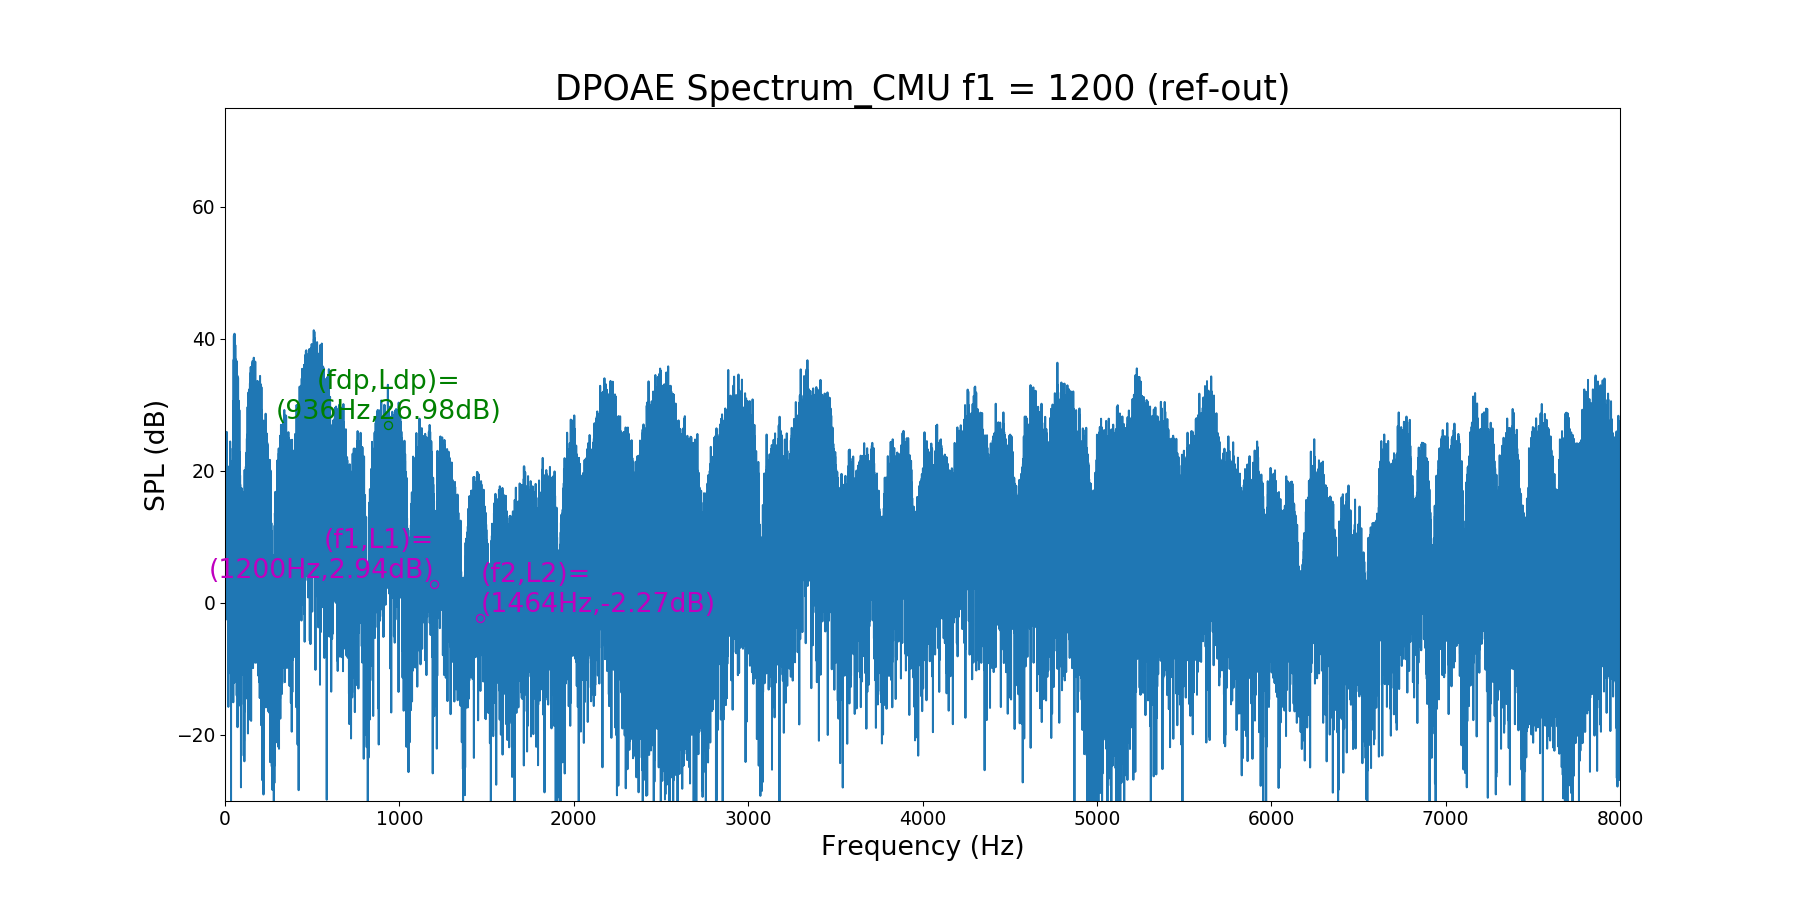 DPOAE Spectrum_CMU f1 = 1200 (ref-out)
SPL (dB)
60
40
20
0
−20
(fdp,Ldp)=
(936Hz,26.98dB)
(f1,L1)=
(1200Hz,2.94dB)
(f2,L2)=
(1464Hz,-2.27dB)
0 1000 2000 3000 4000 5000 6000 7000 8000
Frequency (Hz)